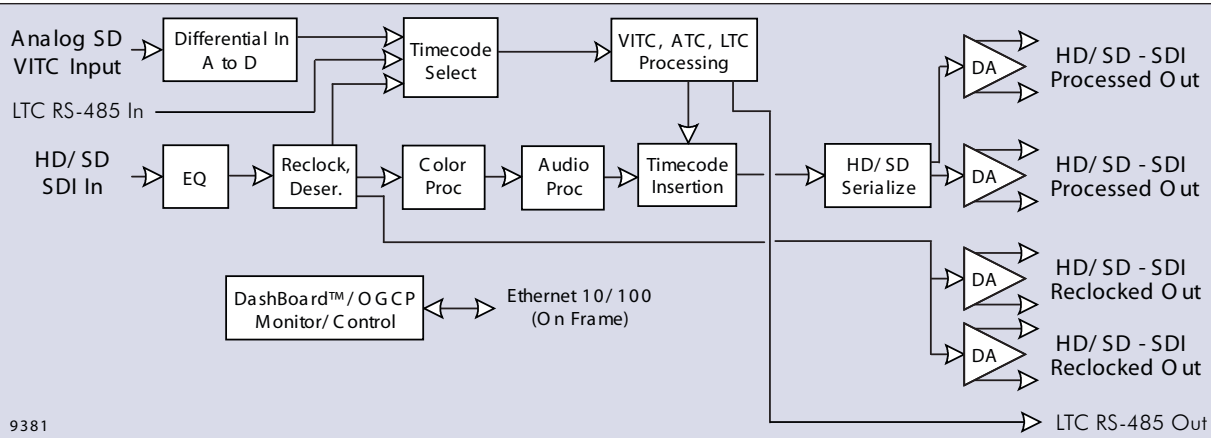 Analog SD
VITC Input
Differential In
A to D
Timecode
Select
VITC, ATC, LTC
Processing
DA
HD/SD - SDI
Processed Out
LTC RS-485 In
HD/SD
SDI In
EQ
Reclock,
Deser.
Color
Proc
Audio
Proc
Timecode
Insertion
HD/SD
Serialize
DA
HD/SD - SDI
Processed Out
DA
HD/SD - SDI
Reclocked Out
DashBoard™/OGCP
Monitor/Control
Ethernet 10/100
(On Frame)
DA
HD/SD - SDI
Reclocked Out
9381
LTC RS-485 Out